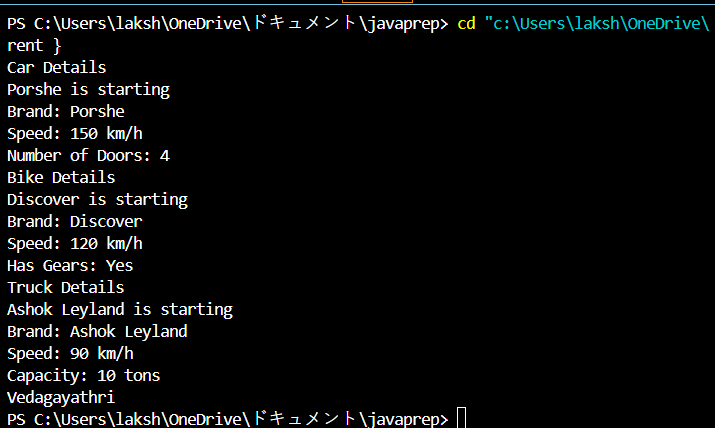 PS C:\Users\laksh\OneDrive\ドキュメント\javaprep> cd "c:\Users\laksh\OneDrive\
rent }
Car Details
Porshe is starting
Brand: Porshe
Speed: 150 km/h
Number of Doors: 4
Bike Details
Discover is starting
Brand: Discover
Speed: 120 km/h
Has Gears: Yes
Truck Details
Ashok Leyland is starting
Brand: Ashok Leyland
Speed: 90 km/h
Capacity: 10 tons
Vedagayathri
PS C:\Users\laksh\OneDrive\ドキュメント\javaprep>